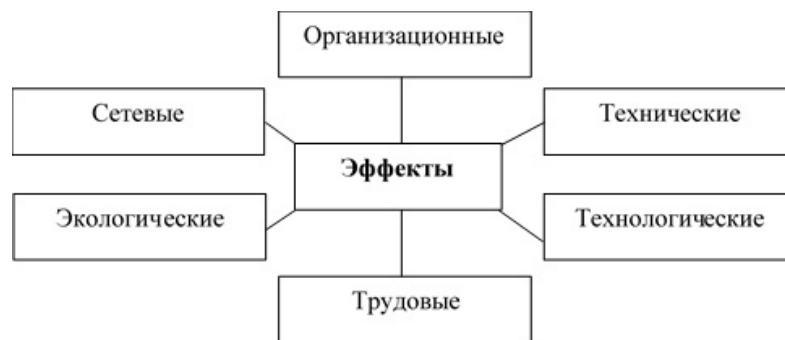 Организационные
Сетевые
Технические
Эффекты
Экологические
Технологические
Трудовые